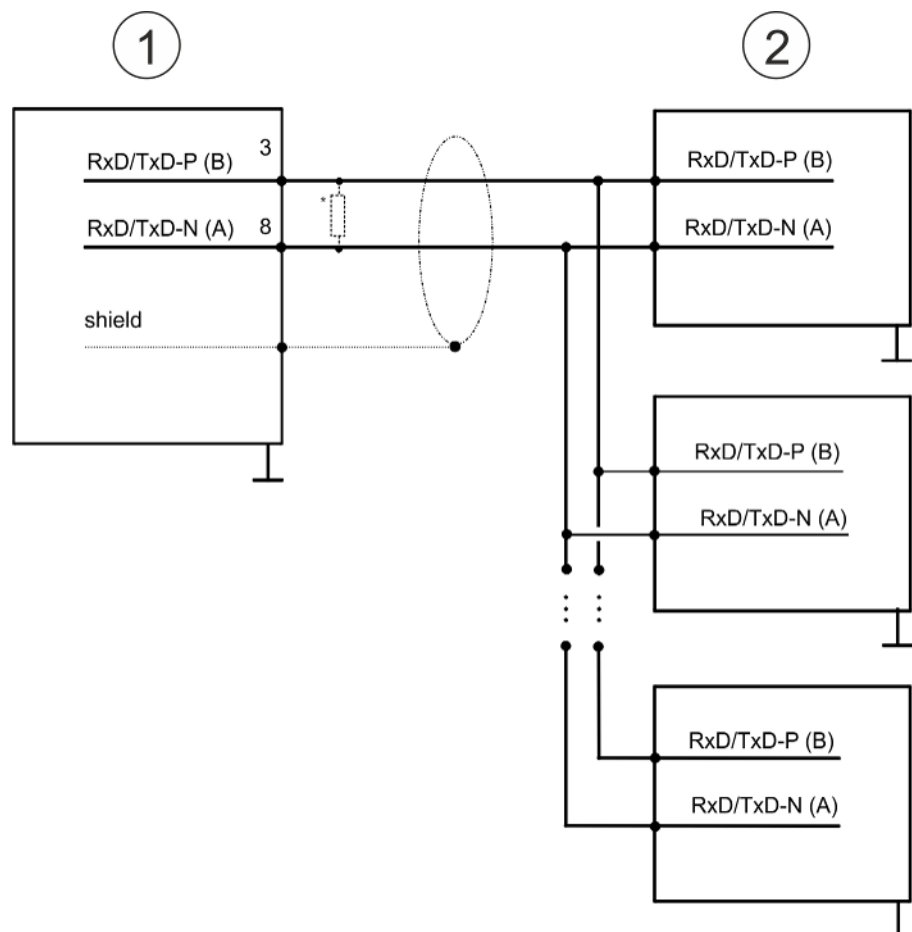 1
2
RxD/TxD-P (B)
3
RxD/TxD-N (A)
8
*
shield
RxD/TxD-P (B)
RxD/TxD-N (A)
RxD/TxD-P (B)
RxD/TxD-N (A)
RxD/TxD-P (B)
RxD/TxD-N (A)